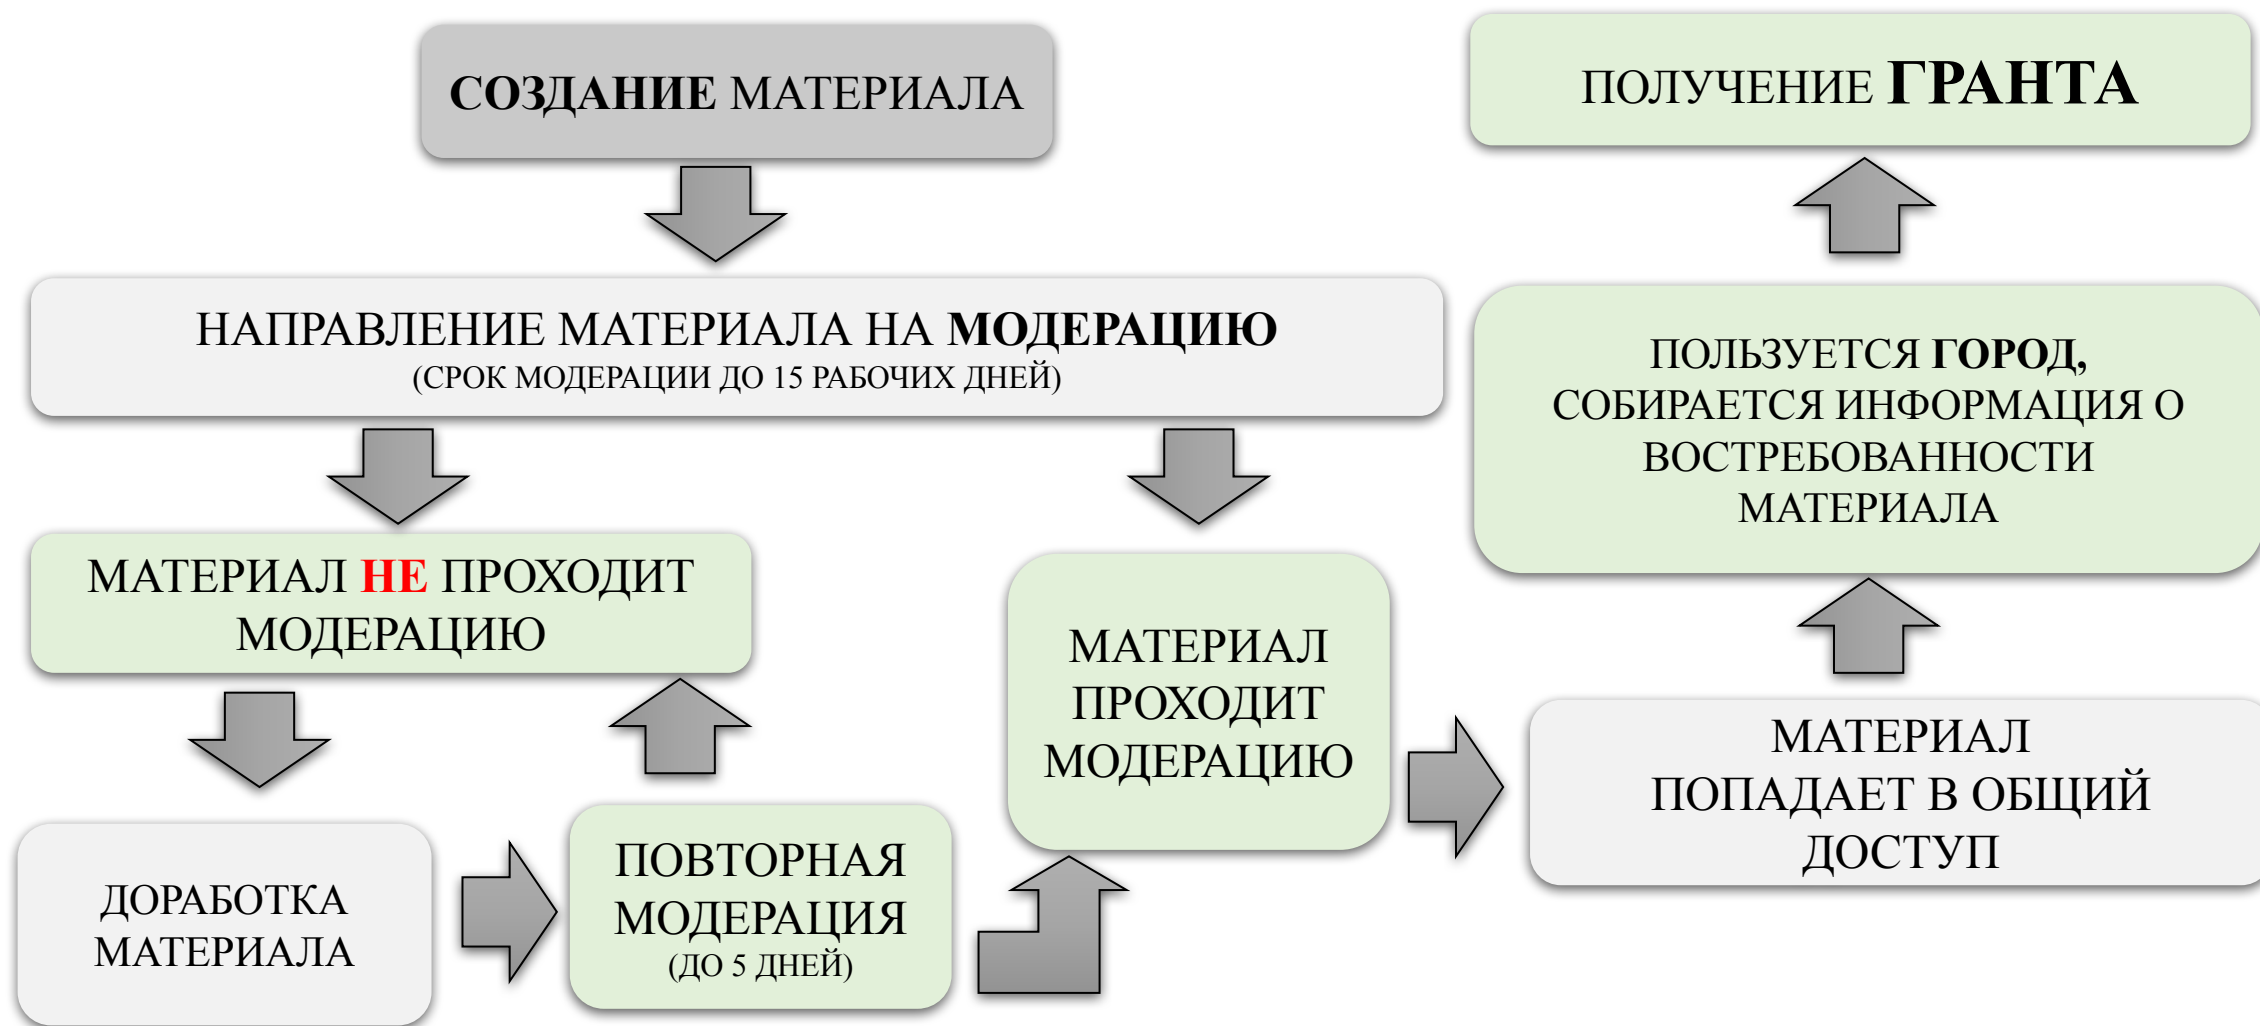 СОЗДАНИЕ МАТЕРИАЛА
НАПРАВЛЕНИЕ МАТЕРИАЛА НА МОДЕРАЦИЮ
(СРОК МОДЕРАЦИИ ДО 15 РАБОЧИХ ДНЕЙ)
МАТЕРИАЛ НЕ ПРОХОДИТ
МОДЕРАЦИЮ
ДОРАБОТКА
МАТЕРИАЛА
ПОВТОРНАЯ
МОДЕРАЦИЯ
(ДО 5 ДНЕЙ)
МАТЕРИАЛ
ПРОХОДИТ
МОДЕРАЦИЮ
МАТЕРИАЛ
ПОПАДАЕТ В ОБЩИЙ
ДОСТУП
ПОЛЬЗУЕТСЯ ГОРОД,
СОБИРАЕТСЯ ИНФОРМАЦИЯ О
ВОСТРЕБОВАННОСТИ
МАТЕРИАЛА
ПОЛУЧЕНИЕ ГРАНТА